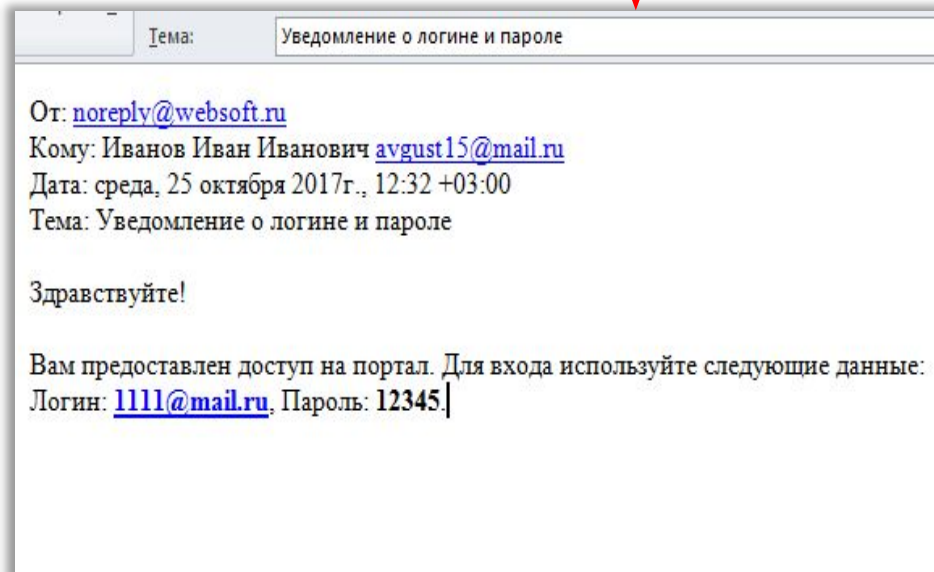 Тема: Уведомление о логине и пароле
От: noreply@websoft.ru
Кому: Иванов Иван Иванович avgust15@mail.ru
Дата: среда, 25 октября 2017г., 12:32 +03:00
Тема: Уведомление о логине и пароле
Здравствуйте!
Вам предоставлен доступ на портал. Для входа используйте следующие данные:
Логин: 1111@mail.ru, Пароль: 12345.